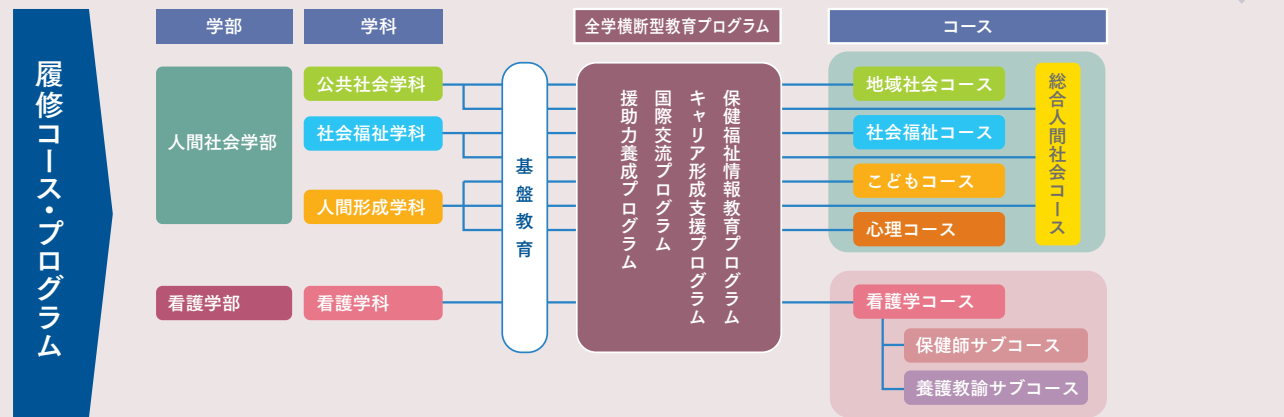 履修コース・プログラム
学部
学科
全学横断型教育プログラム
コース
人間社会学部
公共社会学科
社会福祉学科
人間形成学科
看護学部
看護学科
基盤教育
保健福祉情報教育プログラム
キャリア形成支援プログラム
国際交流プログラム
援助力養成プログラム
地域社会コース
社会福祉コース
こどもコース
心理コース
総合人間社会コース
看護学コース
保健師サブコース
養護教諭サブコース